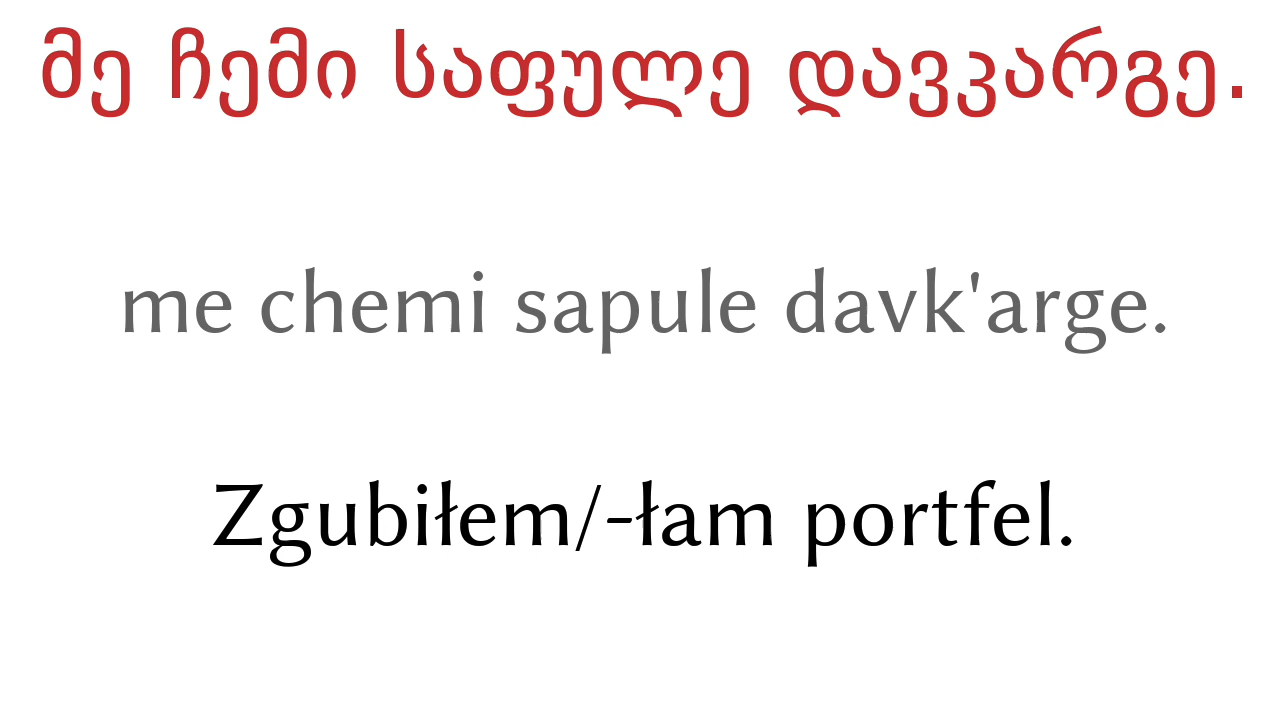 მე ჩემი საფულე დავკარგე.
me chemi sapule davk'arge.
Zgubiłem/-łam portfel.